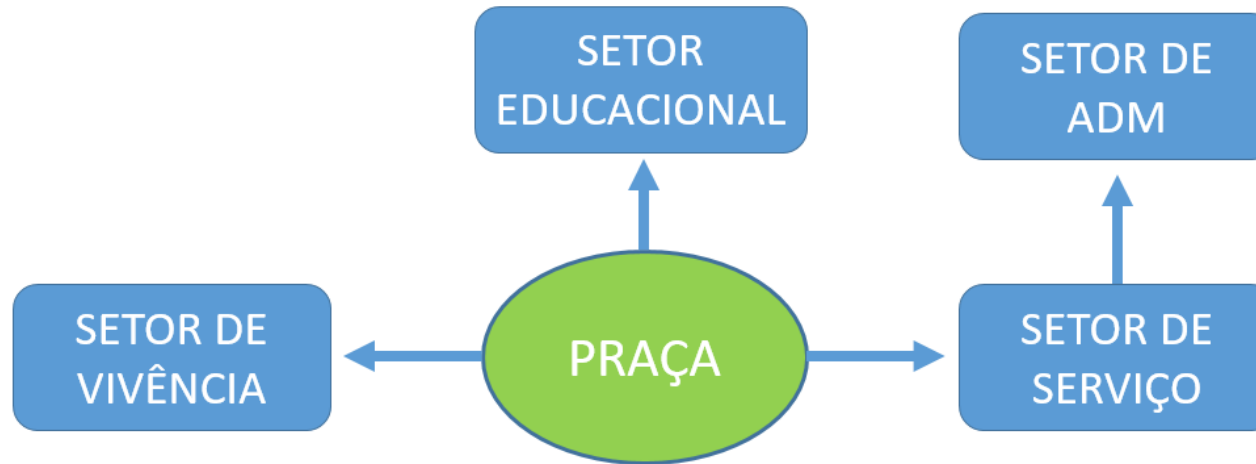 SETOR
EDUCACIONAL
SETOR DE
ADM
SETOR DE
VIVÊNCIA
PRAÇA
SETOR DE
SERVIÇO